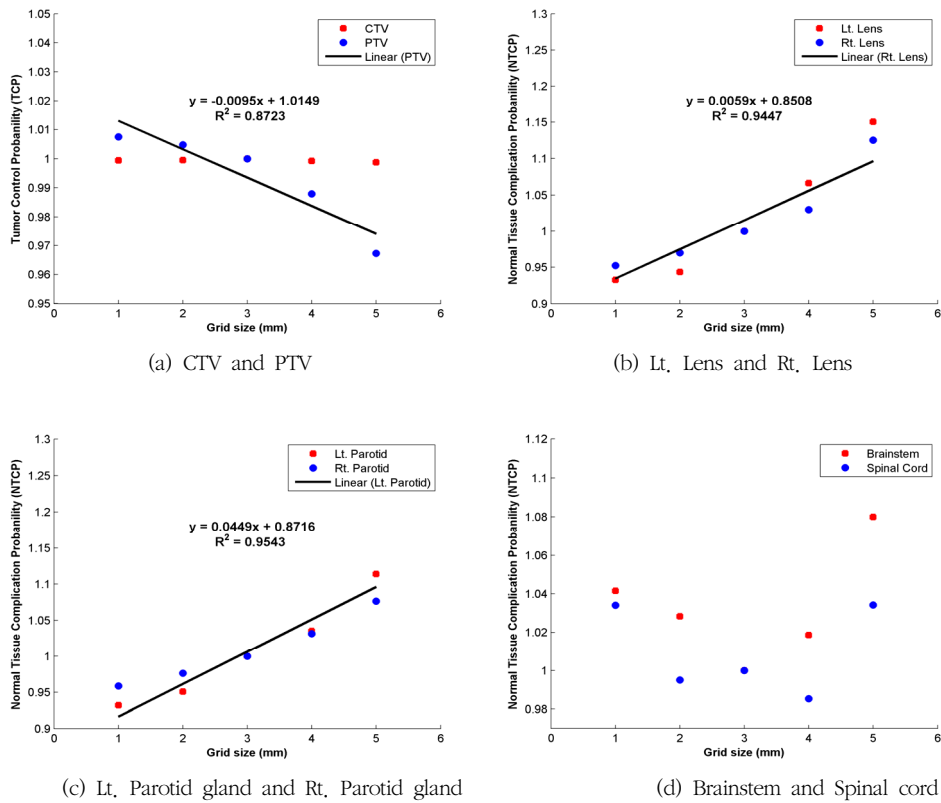 1.05
1.04
1.03
1.02
1.01
1
0.99
0.98
0.97
0.96
0.95
Tumor Control Probanility (TCP)
CTV
PTV
Linear (PTV)
y = -0.0095x + 1.0149
R² = 0.8723
0 1 2 3 4 5 6
Grid size (mm)
(a) CTV and PTV
1.3
1.25
1.2
1.15
1.1
1.05
1
0.95
0.9
Normal Tissue Complication Probanility (NTCP)
Lt. Lens
Rt. Lens
Linear (Rt. Lens)
y = 0.0059x + 0.8508
R² = 0.9447
0 1 2 3 4 5 6
Grid size (mm)
(b) Lt. Lens and Rt. Lens
1.3
1.25
1.2
1.15
1.1
1.05
1
0.95
0.9
Normal Tissue Complication Probanility (NTCP)
Lt. Parotid
Rt. Parotid
Linear (Lt. Parotid)
y = 0.0449x + 0.8716
R² = 0.9543
0 1 2 3 4 5 6
Grid size (mm)
(c) Lt. Parotid gland and Rt. Parotid gland
1.12
1.1
1.08
1.06
1.04
1.02
1
0.98
Normal Tissue Complication Probanility (NTCP)
Brainstem
Spinal Cord
0 1 2 3 4 5 6
Grid size (mm)
(d) Brainstem and Spinal cord